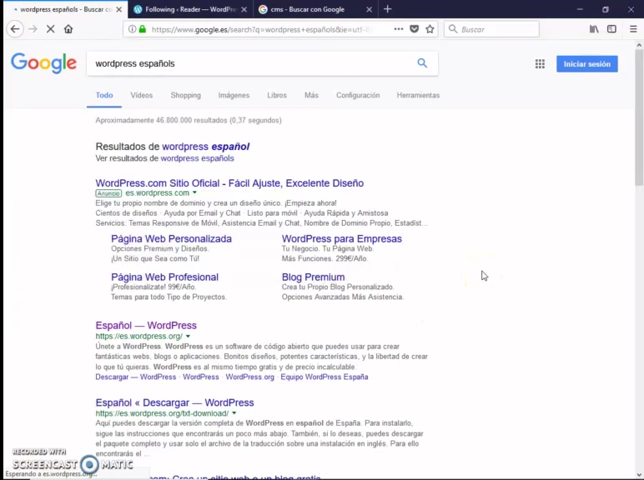 wordpress español - Buscar con
Following ‹ Reader — WordPr
cms - Buscar con Google
https://www.google.es/search?q=wordpress+español
Buscar
Google
wordpress españols
Iniciar sesión
Todo Vídeos Shopping Imágenes Libros Más Configuración Herramientas
Aproximadamente 46.800.000 resultados (0,37 segundos)
Resultados de wordpress español
Ver resultados de wordpress españols
WordPress.com Sitio Oficial - Fácil Ajuste, Excelente Diseño
Anuncio es.wordpress.com
Elige tu propio nombre de dominio y crea un diseño único. ¡Empieza ahora!
Cientos de diseños · Ayuda por Email y Chat · Listo para móvil · Ayuda Rápida y Amistosa
Servicios: Temas Responsive de Móvil, Asistencia Email y Chat, Nombre de Dominio Propio, Estadíst...
Página Web Personalizada
Opciones Premium y Diseños.
¡Un Sitio que sea Como Tú!
WordPress para Empresas
Tu Negocio. Tu Página Web.
Más Funciones. 299€/Año.
Página Web Profesional
¡Profesionalízate! 99€/Año.
Temas para todo Tipo de Proyectos.
Blog Premium
Crea tu Propio Blog Personalizado.
Opciones Avanzadas Más Asistencia.
Español — WordPress
https://es.wordpress.org/
Únete a WordPress. WordPress es un software de código abierto que puedes usar para crear
fantásticas webs, blogs o aplicaciones. Bonitos diseños, potentes características, y la libertad de crear
lo que tú quieras. WordPress es al mismo tiempo gratis y de precio incalculable
Descargar — WordPress · WordPress · WordPress.org · Equipo WordPress España
Español « Descargar — WordPress
https://es.wordpress.org/txt-download/
Aquí puedes descargar la versión completa de WordPress en español de España. Para instalarlo,
sigue las instrucciones que encontrarás un poco más abajo. También, si lo deseas, puedes descargar
el paquete completo y usar solo el archivo de la traducción sobre una instalación en inglés. Para
ello encontrarás el ...
RECORDED WITH
SCREENCAST MATIC
Esperando a es.wordpress.org...